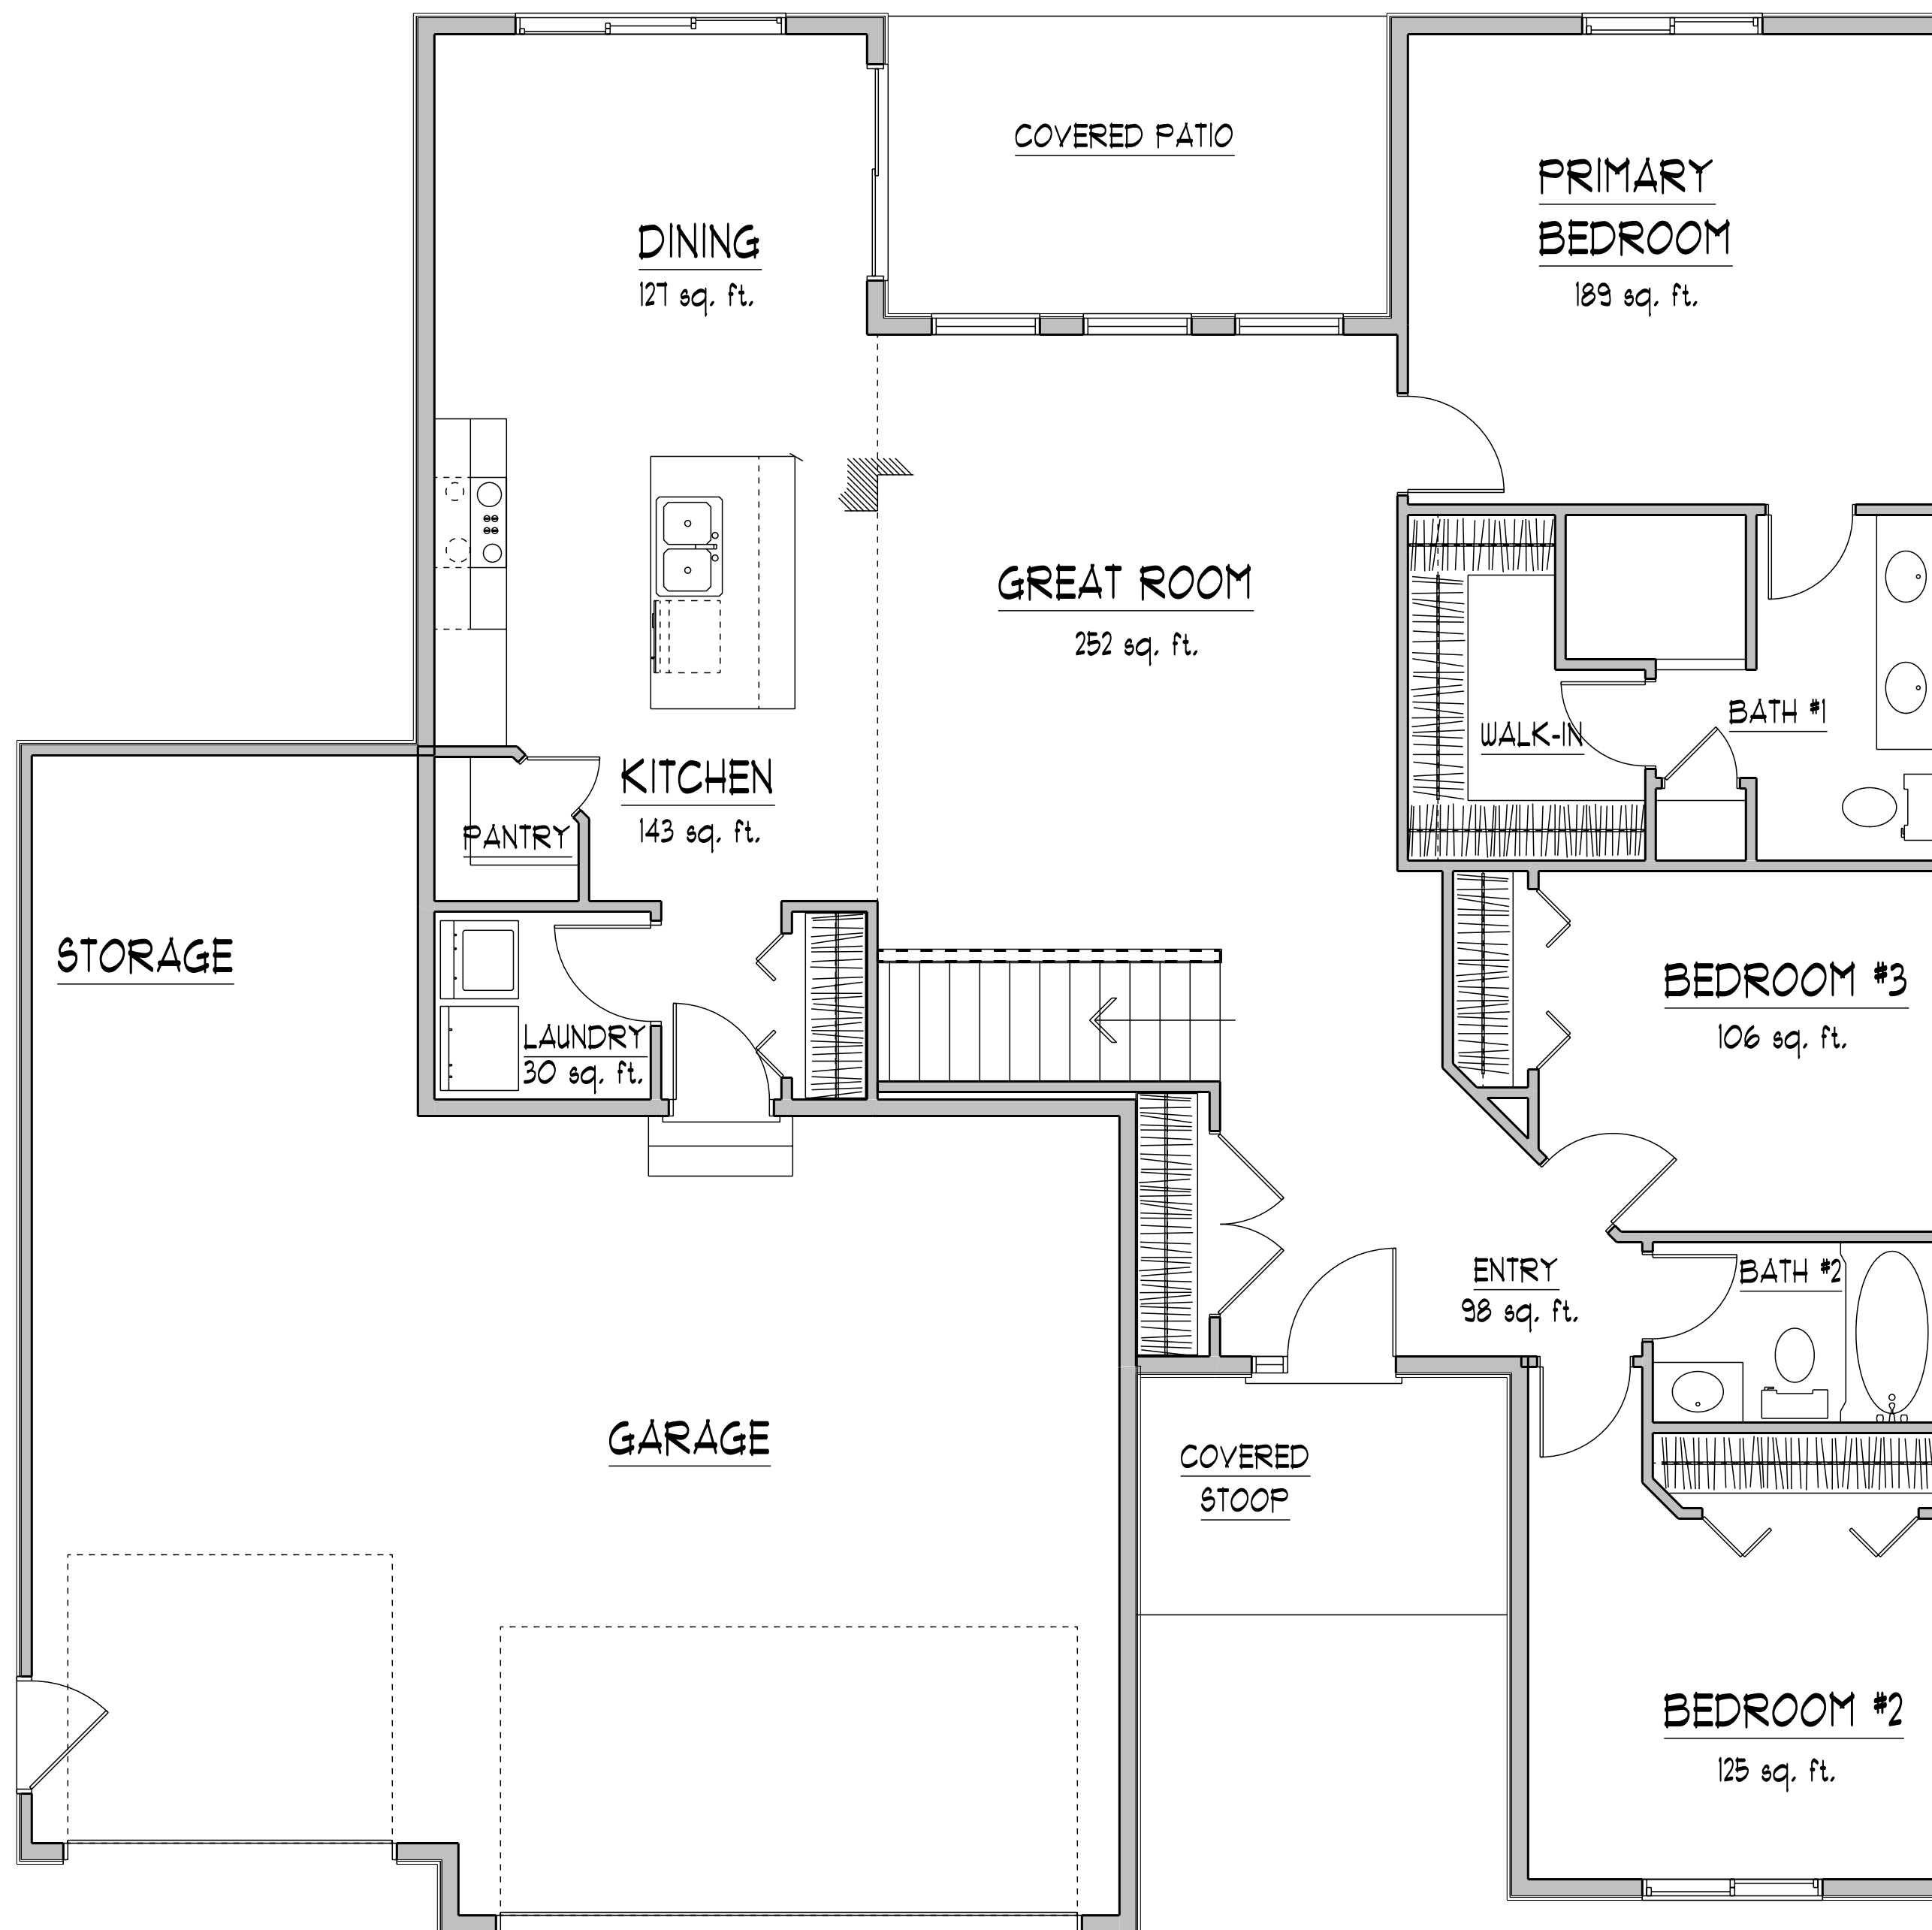 COVERED PATIO
PRIMARY
BEDROOM
189 sq. ft.
DINING
127 sq. ft.
GREAT ROOM
252 sq. ft.
WALK-IN
BATH #1
KITCHEN
143 sq. ft.
PANTRY
STORAGE
LAUNDRY
30 sq. ft.
BEDROOM #3
106 sq. ft.
ENTRY
98 sq. ft.
BATH #2
GARAGE
COVERED
STOOP
BEDROOM #2
125 sq. ft.